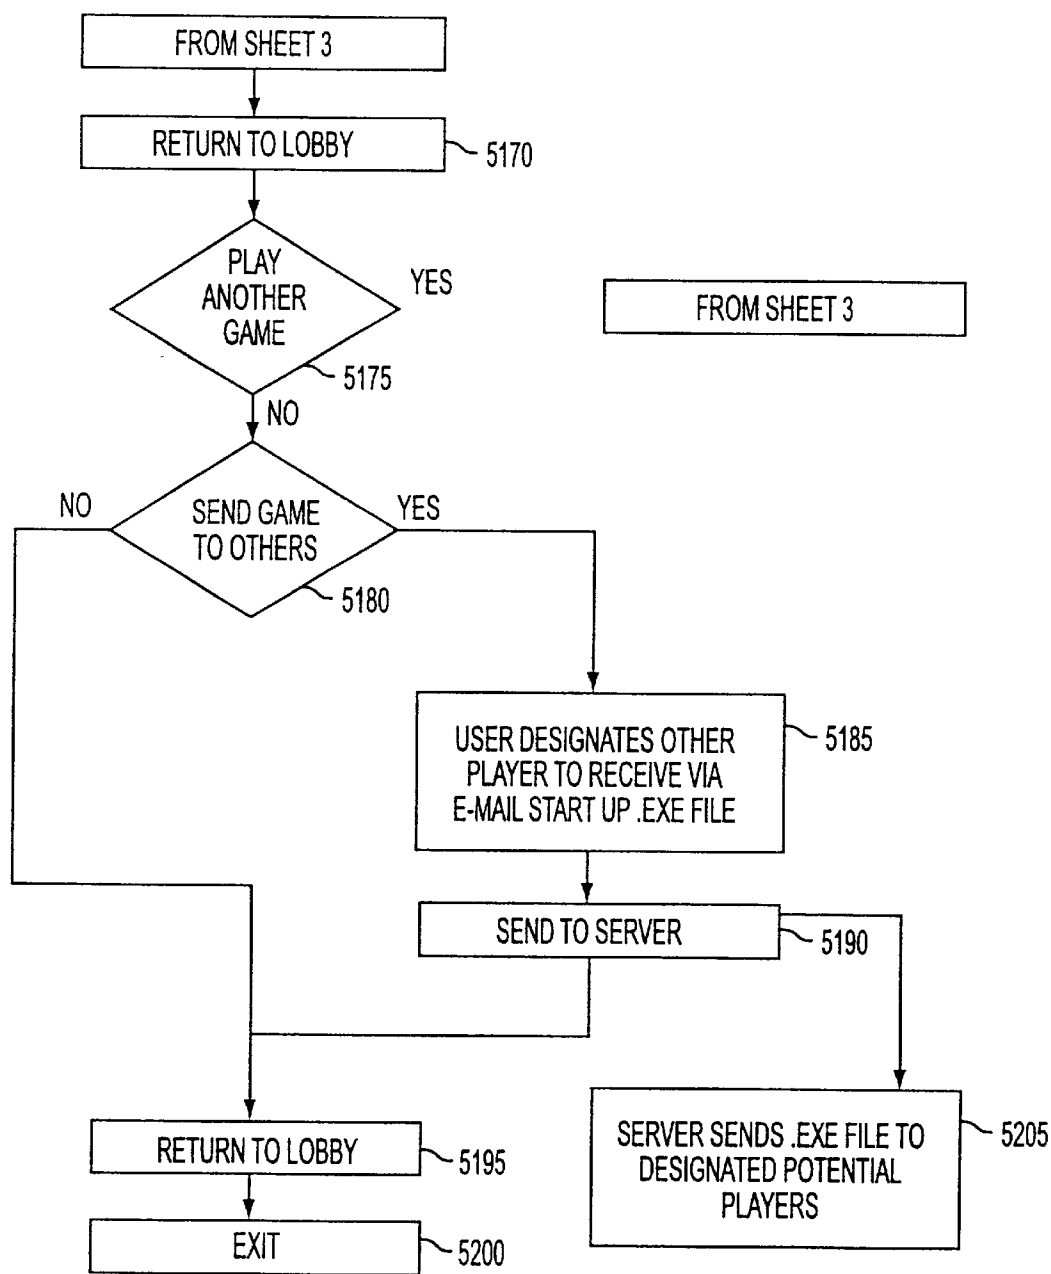 FROM SHEET 3
RETURN TO LOBBY
5170
PLAY
ANOTHER
GAME
YES
5175
FROM SHEET 3
NO
NO
SEND GAME
TO OTHERS
YES
5180
USER DESIGNATES OTHER
PLAYER TO RECEIVE VIA
E-MAIL START UP .EXE FILE
5185
SEND TO SERVER
5190
RETURN TO LOBBY
5195
SERVER SENDS .EXE FILE TO
DESIGNATED POTENTIAL
PLAYERS
5205
EXIT
5200